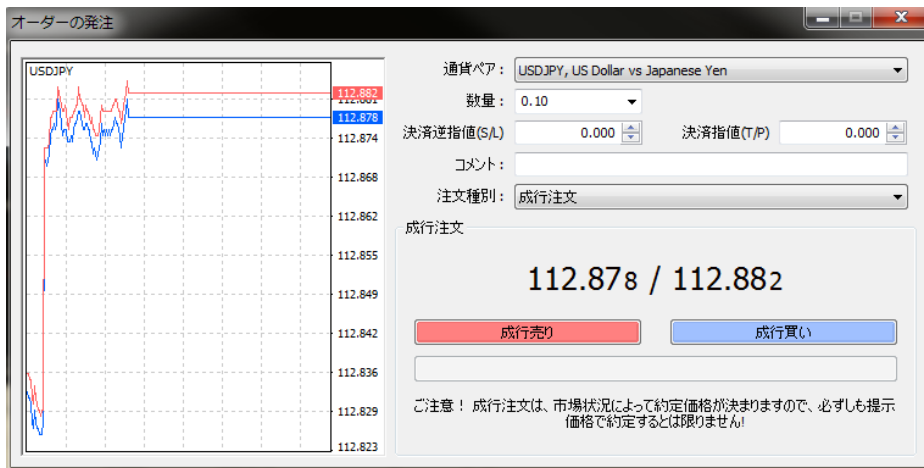 オーダーの発注
USDJPY
112.882
112.881
112.878
112.874
112.868
112.862
112.855
112.849
112.842
112.836
112.829
112.823
通貨ペア： USDJPY, US Dollar vs Japanese Yen
数量： 0.10
決済逆指値(S/L) 0.000 決済指値(T/P) 0.000
コメント：
注文種別： 成行注文
成行注文
112.878 / 112.882
成行売り 成行買い
ご注意！ 成行注文は、市場状況によって約定価格が決まりますので、必ずしも提示
価格で約定するとは限りません!